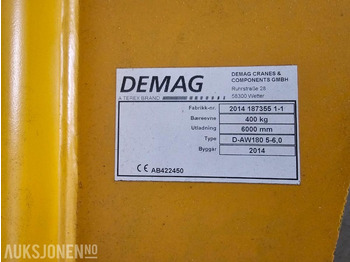 DEMAG
A TEREX BRAND
DEMAG CRANES &
COMPONENTS GMBH
Ruhrstraße 28
58300 Wetter
Fabrikk-nr. 2014 187355 1-1
Bæreevne 400 kg
Utladning 6000 mm
Type D-AW180 5-6,0
Byggår 2014
CE AB422450
AUKSJONEN.NO